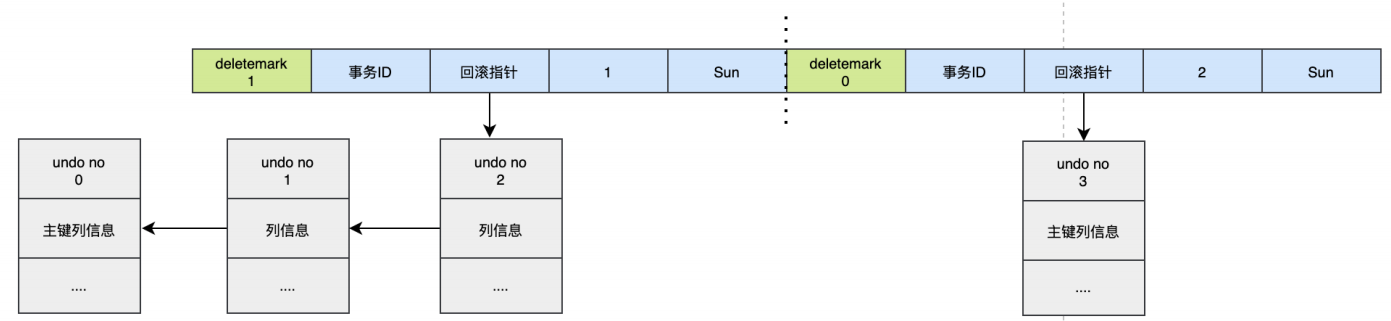 deletemark
1
事务ID
回滚指针
1
Sun
deletemark
0
事务ID
回滚指针
2
Sun
undo no
0
主键列信息
....
undo no
1
列信息
....
undo no
2
列信息
....
undo no
3
主键列信息
....